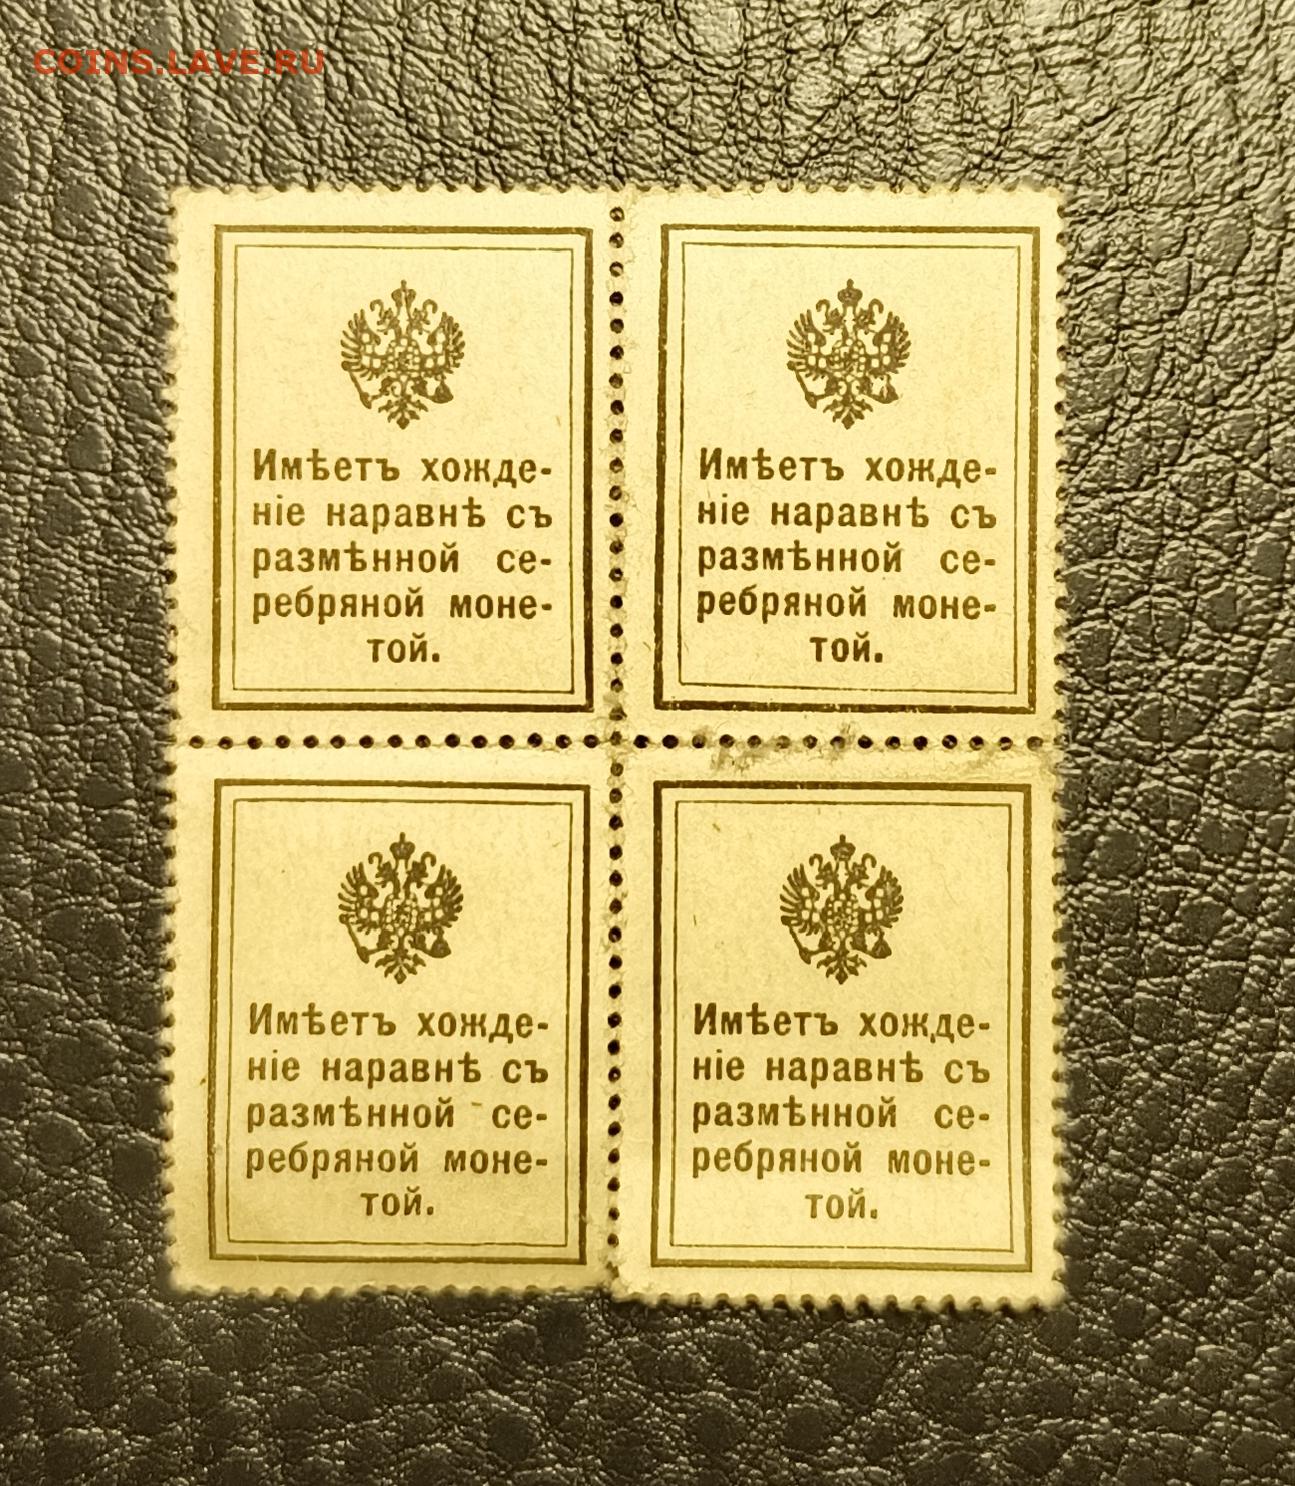 COINS.LAVE.RU
Имѣетъ хожде-
ніе наравнѣ съ
размѣнной се-
ребряной моне-
той.
Имѣетъ хожде-
ніе наравнѣ съ
размѣнной се-
ребряной моне-
той.
Имѣетъ хожде-
ніе наравнѣ съ
размѣнной се-
ребряной моне-
той.
Имѣетъ хожде-
ніе наравнѣ съ
размѣнной се-
ребряной моне-
той.